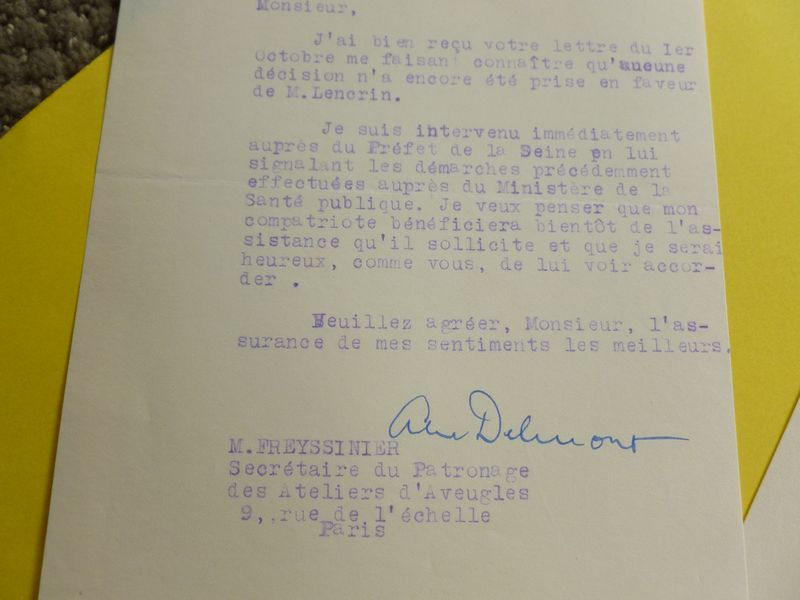 Monsieur,
J'ai bien reçu votre lettre du 1er
Octobre me faisant connaître qu'aucune
décision n'a encore été prise en faveur
de M.Lencrin.
Je suis intervenu immédiatement
auprès du Préfet de la Seine en lui
signalant les démarches précédemment
effectuées auprès du Ministère de la
Santé publique. Je veux penser que mon
compatriote bénéficiera bientôt de l'as-
sistance qu'il sollicite et que je serai
heureux, comme vous, de lui voir accor-
der .
Veuillez agréer, Monsieur, l'as-
surance de mes sentiments les meilleurs.
Delmont
M.FREYSSINIER
Secrétaire du Patronage
des Ateliers d'Aveugles
9,.rue de l'échelle
Paris